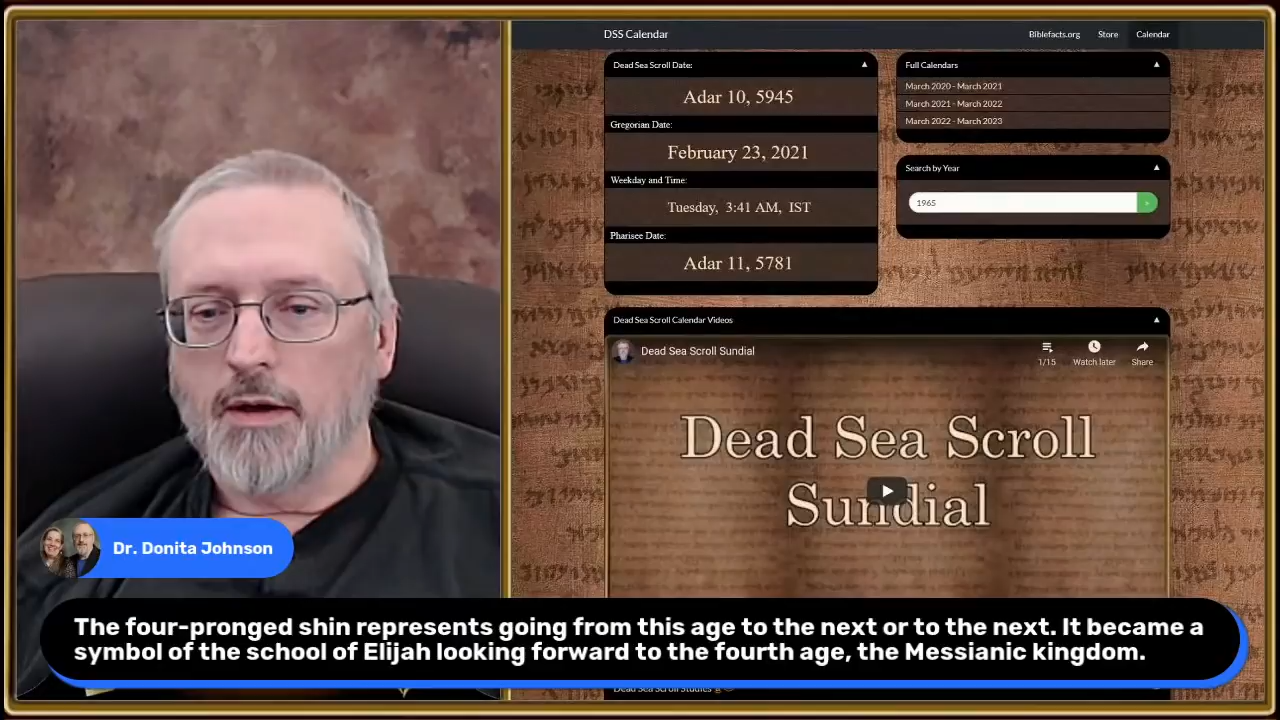 DSS Calendar
Biblefacts.org Store Calendar
Dead Sea Scroll Date:
Adar 10, 5945
Gregorian Date:
February 23, 2021
Weekday and Time:
Tuesday, 3:41 AM, IST
Pharisee Date:
Adar 11, 5781
Full Calendars
March 2020 - March 2021
March 2021 - March 2022
March 2022 - March 2023
Search by Year
1965
Dead Sea Scroll Calendar Videos
Dead Sea Scroll Sundial
1/15 Watch later Share
Dead Sea Scroll
Sundial
Dr. Donita Johnson
The four-pronged shin represents going from this age to the next or to the next. It became a
symbol of the school of Elijah looking forward to the fourth age, the Messianic kingdom.
Dead Sea Scroll Studies